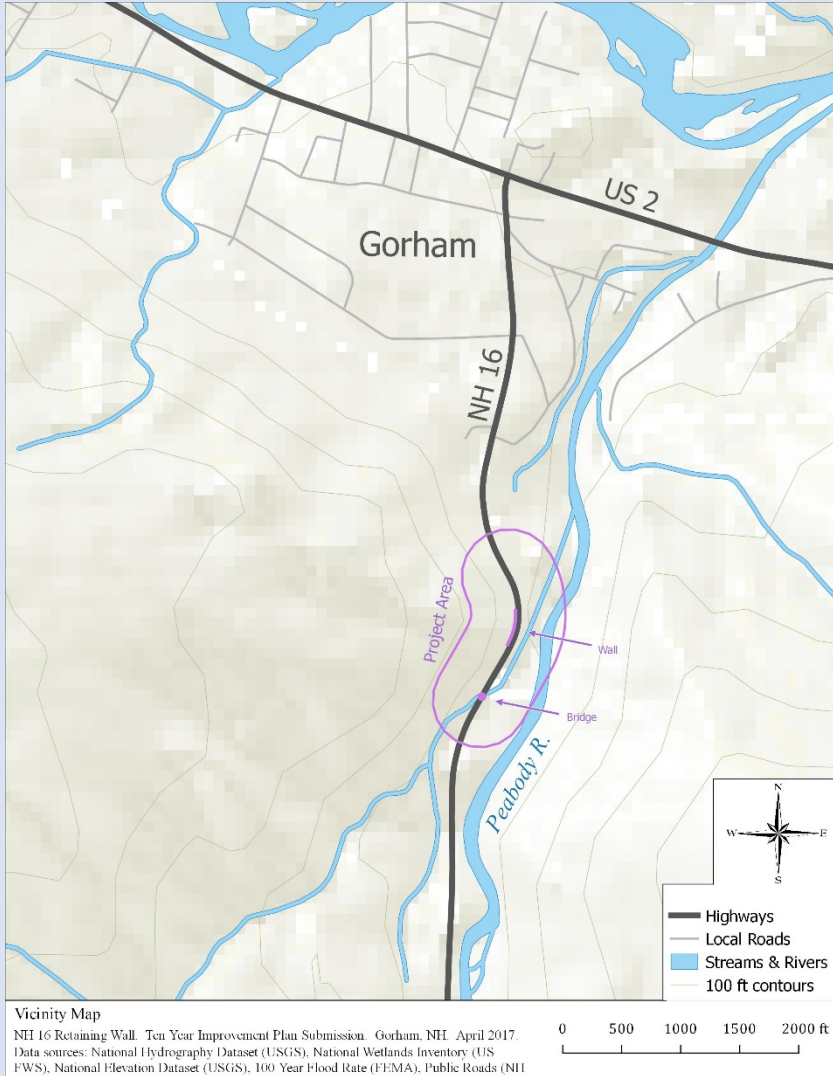 US 2
Gorham
NH 16
Project Area
Wall
Bridge
Peabody R.
N
W E
S
Highways
Local Roads
Streams & Rivers
100 ft contours
Vicinity Map
NH 16 Retaining Wall. Ten Year Improvement Plan Submission. Gorham, NH. April 2017.
Data sources: National Hydrography Dataset (USGS), National Wetlands Inventory (US
FWS), National Elevation Dataset (USGS), 100 Year Flood Rate (FEMA), Public Roads (NH
0 500 1000 1500 2000 ft